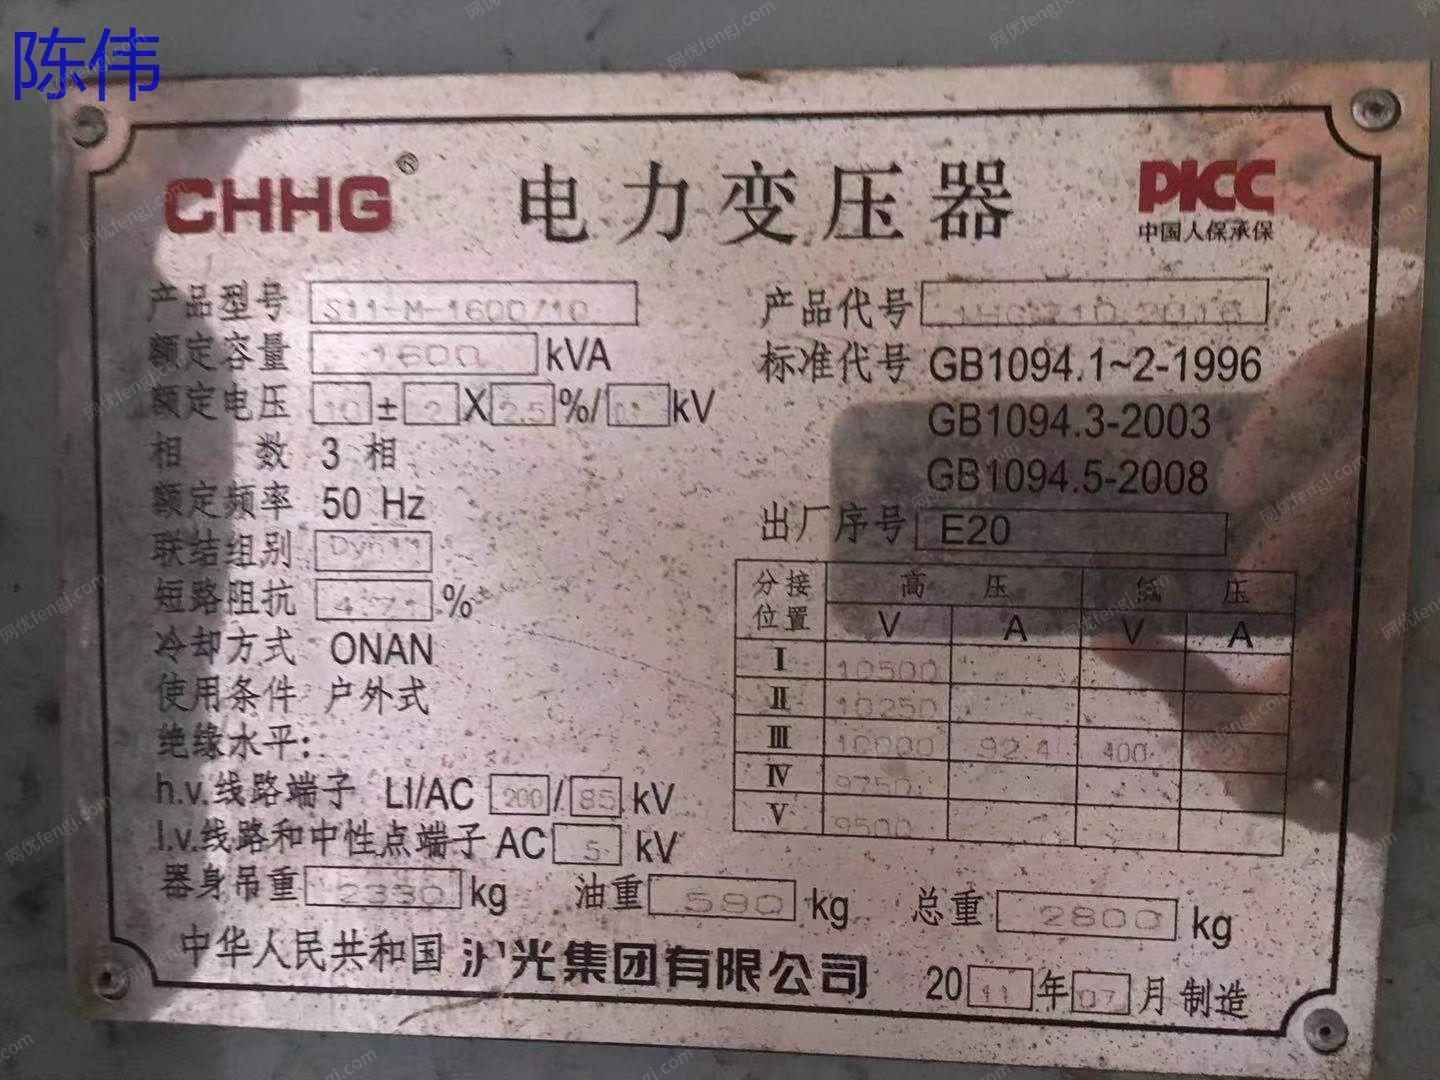 陈伟
CHHG® 电力变压器 PICC
中国人保承保
产品型号 S11-M-1600/10
产品代号
额定容量 1600 kVA
标准代号 GB1094.1~2-1996
额定电压 10 ± 2 X 2.5 %/ kV
GB1094.3-2003
相 数 3 相
GB1094.5-2008
额定频率 50 Hz
出厂序号 E20
联结组别 Dyn11
短路阻抗 %
冷却方式 ONAN
使用条件 户外式
绝缘水平:
h.v.线路端子 LI/AC 200 / 85 kV
l.v.线路和中性点端子 AC 5 kV
分接位置 高压 低压
V A V A
I 10500
II 10250
III 10000 92.4 400
IV 9750
V 9500
器身吊重 2330 kg 油重 590 kg 总重 2800 kg
中华人民共和国 光集团有限公司 2011年07月制造
网优fengj.com